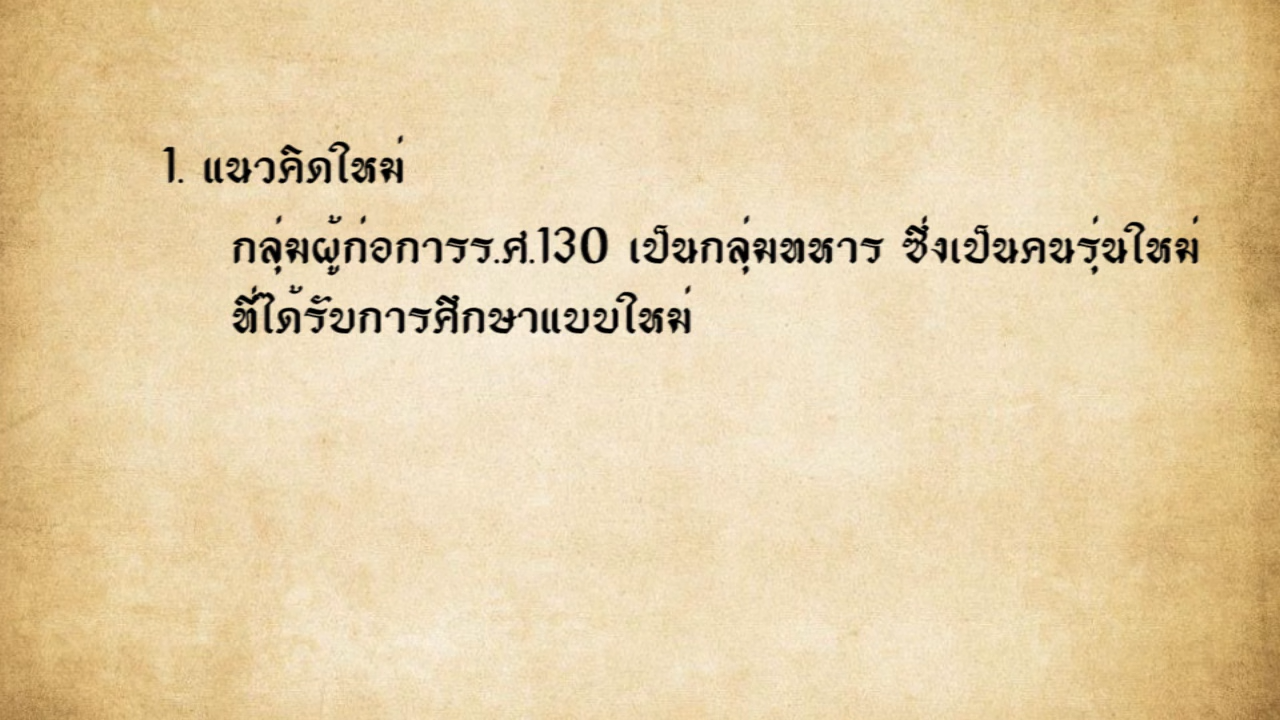 1. แนวคิดใหม่
กลุ่มผู้ก่อการร.ศ.130 เป็นกลุ่มทหาร ซึ่งเป็นคนรุ่นใหม่
ที่ได้รับการศึกษาแบบใหม่